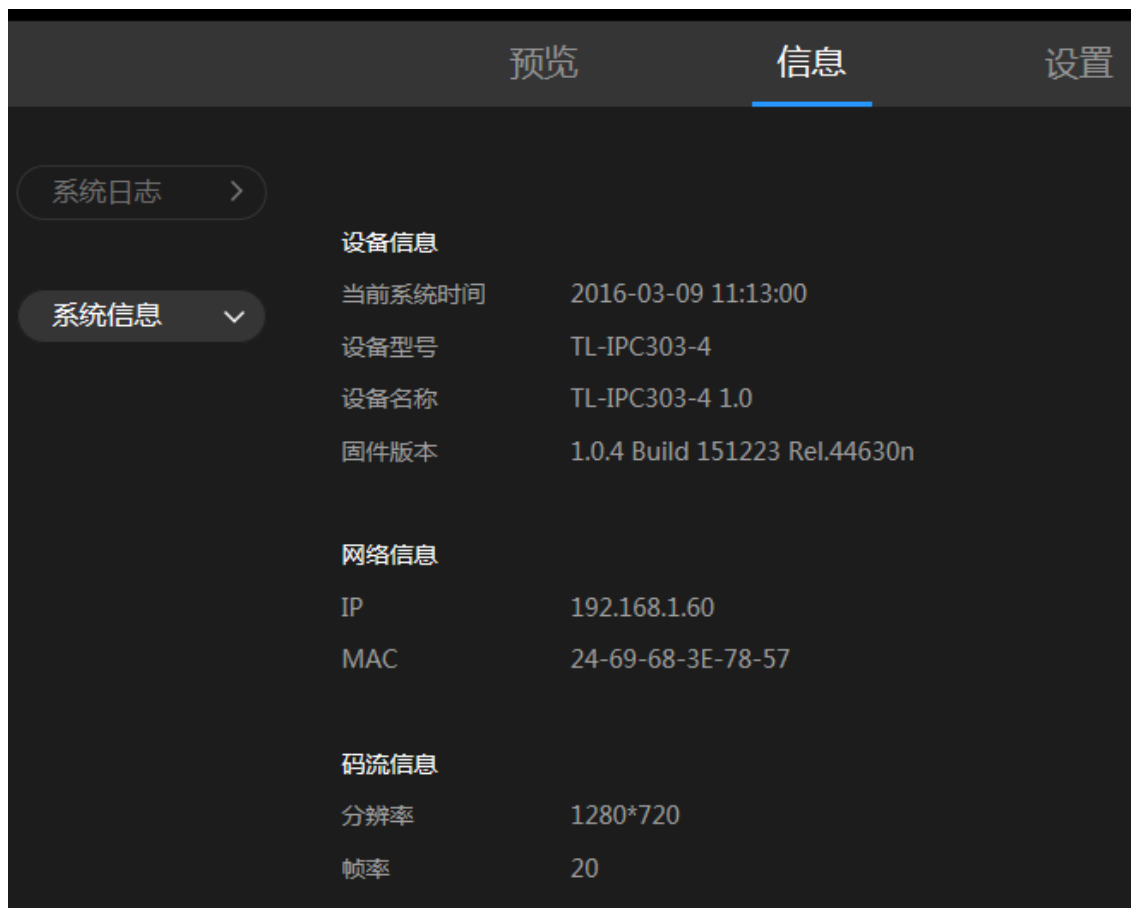 预览 信息 设置
系统日志
设备信息
当前系统时间 2016-03-09 11:13:00
系统信息
设备型号 TL-IPC303-4
设备名称 TL-IPC303-4 1.0
固件版本 1.0.4 Build 151223 Rel.44630n
网络信息
IP 192.168.1.60
MAC 24-69-68-3E-78-57
码流信息
分辨率 1280*720
帧率 20